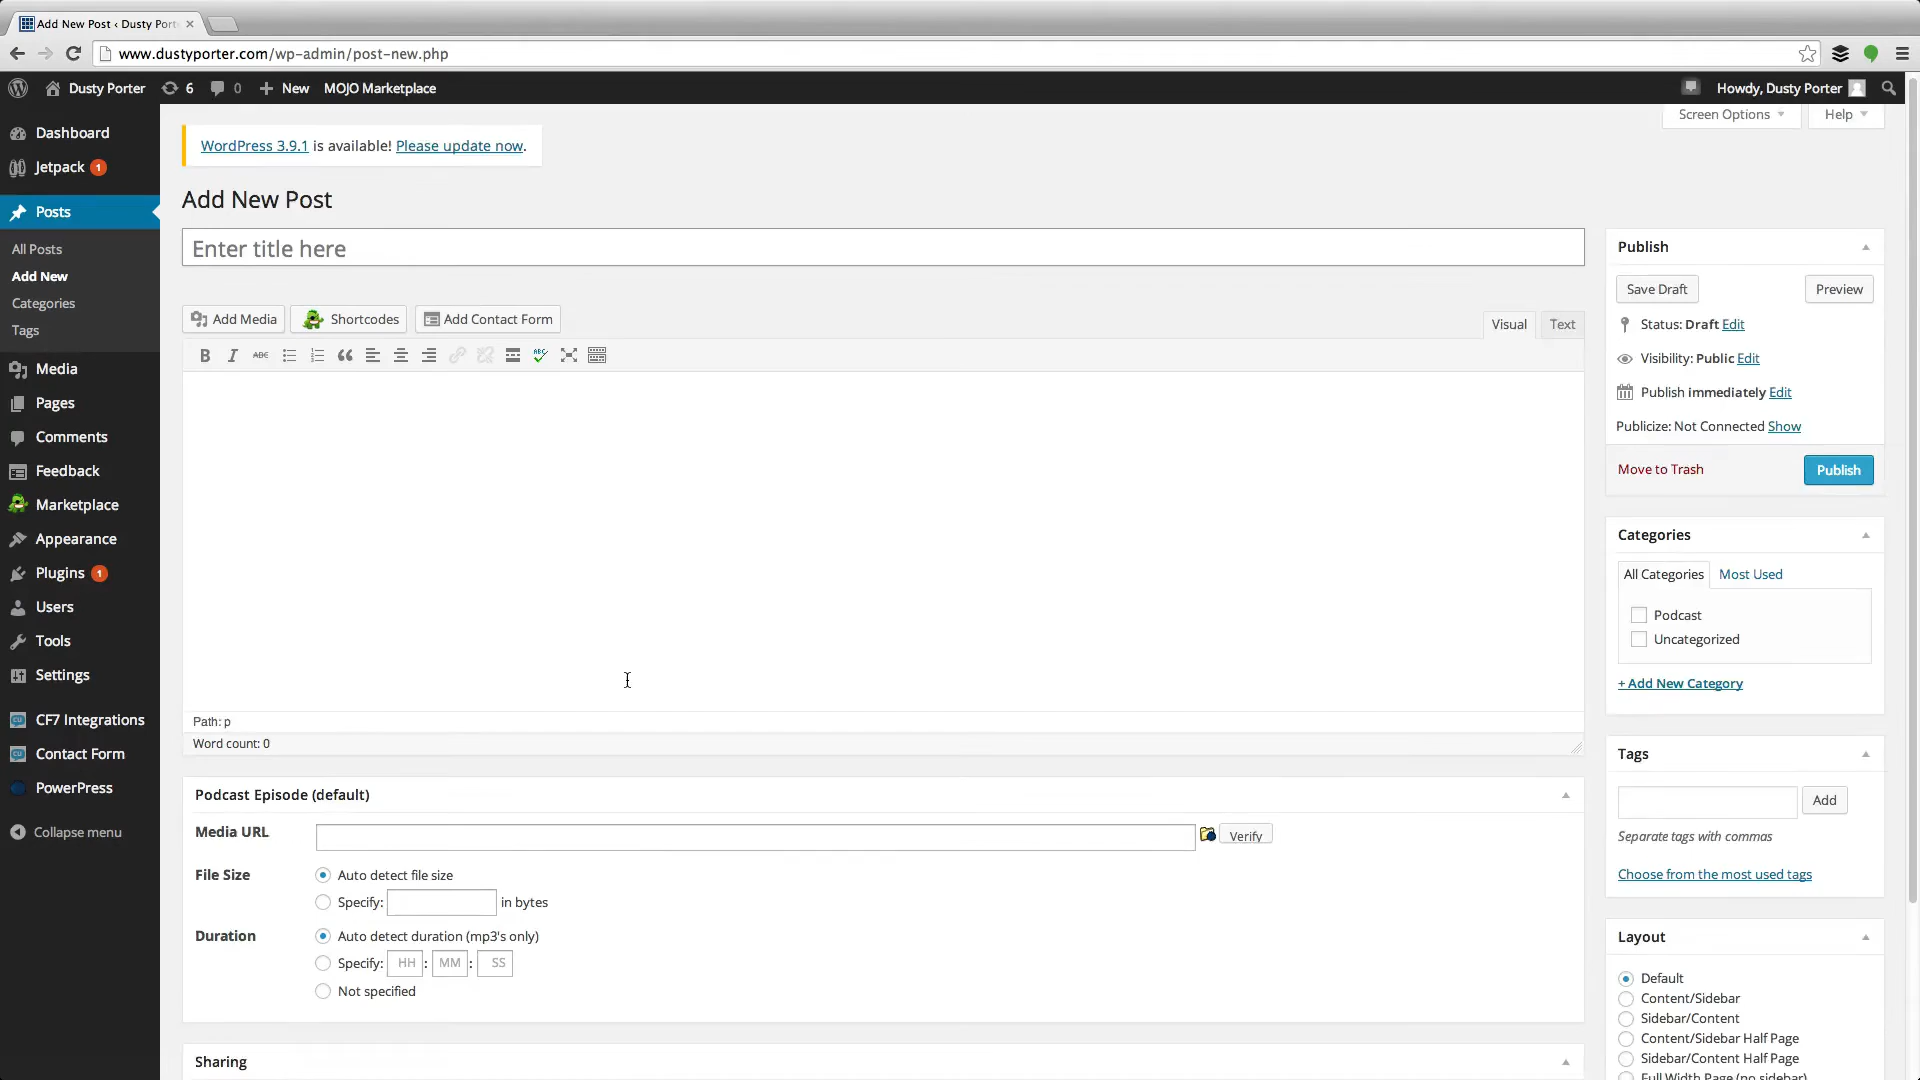 Add New Post ‹ Dusty Port
www.dustyporter.com/wp-admin/post-new.php
Dusty Porter 6 0 New MOJO Marketplace Howdy, Dusty Porter
Screen Options Help
WordPress 3.9.1 is available! Please update now.
Dashboard
Jetpack 1
Posts
All Posts
Add New
Categories
Tags
Media
Pages
Comments
Feedback
Marketplace
Appearance
Plugins 1
Users
Tools
Settings
CF7 Integrations
Contact Form
PowerPress
Collapse menu
Add New Post
Enter title here
Add Media Shortcodes Add Contact Form
Visual Text
B I ABC ABC
Path: p
Word count: 0
Podcast Episode (default)
Media URL Verify
File Size Auto detect file size
Specify: in bytes
Duration Auto detect duration (mp3's only)
Specify: HH : MM : SS
Not specified
Sharing
Publish
Save Draft Preview
Status: Draft Edit
Visibility: Public Edit
Publish immediately Edit
Publicize: Not Connected Show
Move to Trash Publish
Categories
All Categories Most Used
Podcast
Uncategorized
+ Add New Category
Tags
Add
Separate tags with commas
Choose from the most used tags
Layout
Default
Content/Sidebar
Sidebar/Content
Content/Sidebar Half Page
Sidebar/Content Half Page
Full Width Page (no sidebar)